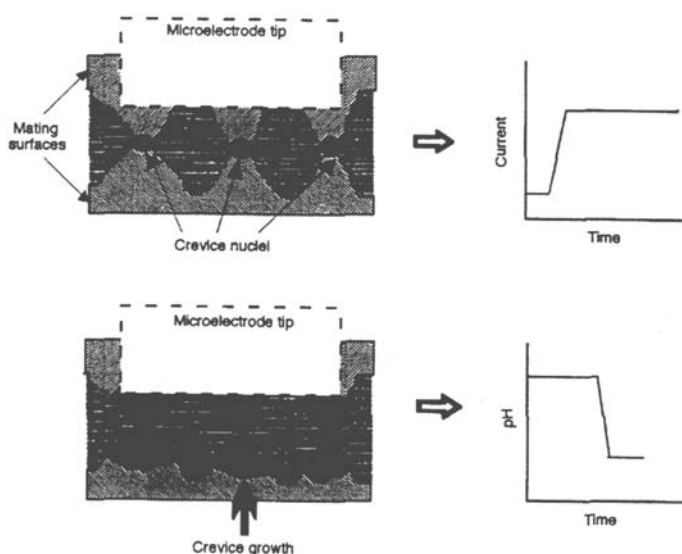 Microelectrode tip
Mating
surfaces
Crevice nuclei
Current
Time
Microelectrode tip
Crevice growth
pH
Time